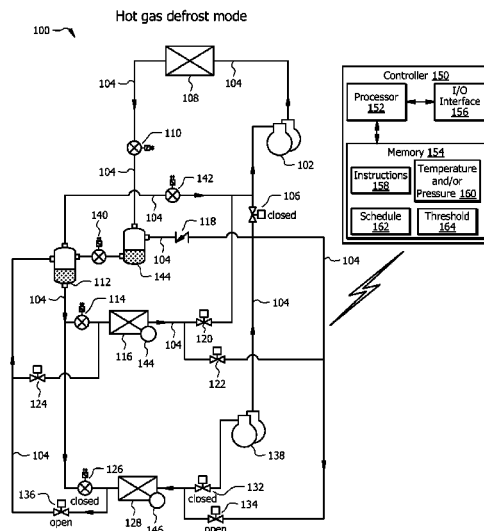 Hot gas defrost mode
100
104
104
108
110
104
102
142
104
106
closed
118
140
104
144
112
104
114
104
116
144
104
120
122
124
104
138
104
126
closed
136
open
128
146
132
closed
134
open
104
Controller 150
Processor
152
I/O
Interface
156
Memory 154
Instructions
158
Temperature
and/or
Pressure 160
Schedule
162
Threshold
164